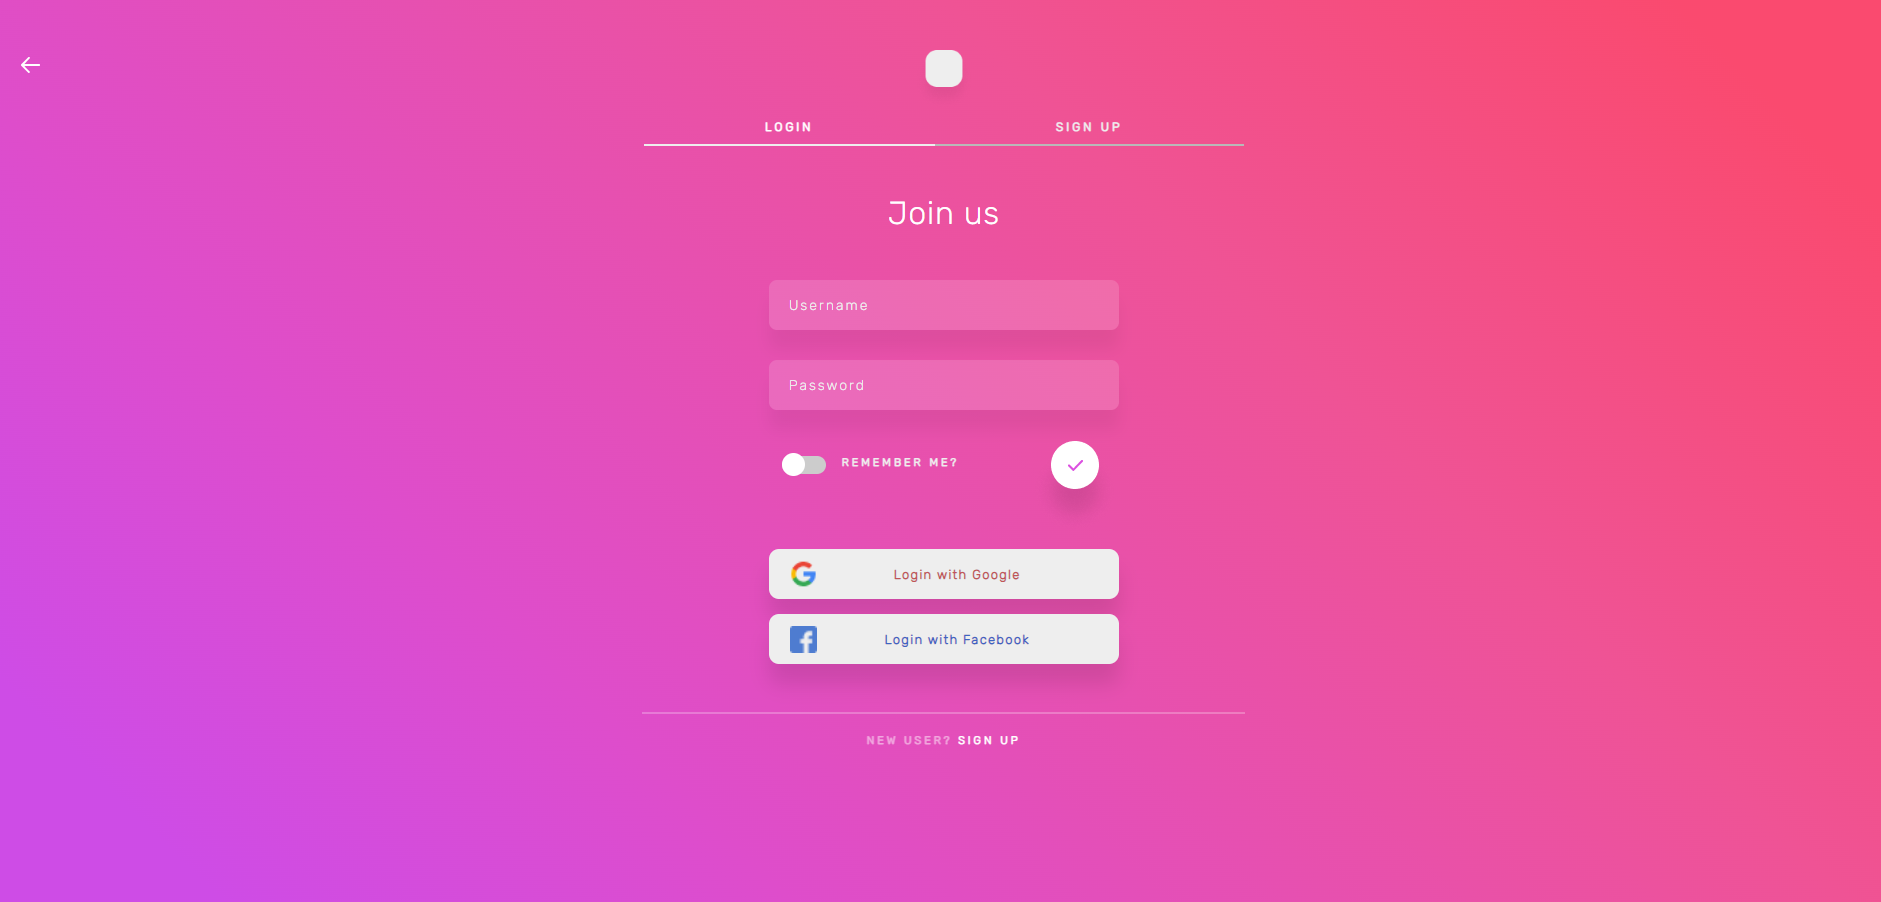 LOGIN SIGN UP
Join us
Username
Password
REMEMBER ME?
Login with Google
Login with Facebook
NEW USER? SIGN UP